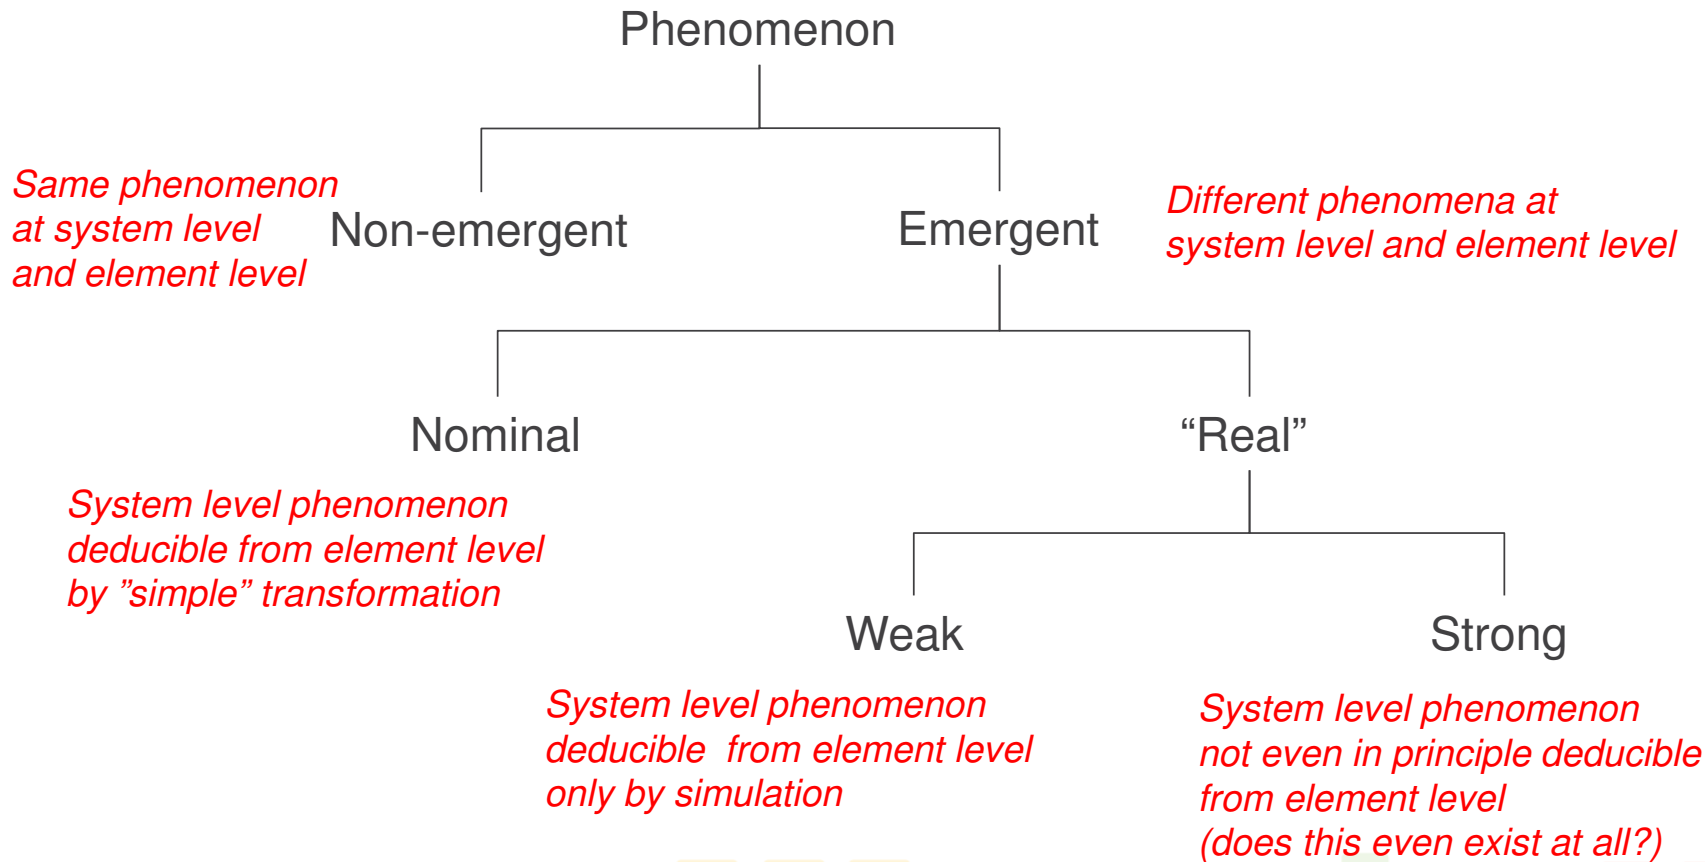 Phenomenon
Same phenomenon
at system level
and element level
Non-emergent
Emergent
Different phenomena at
system level and element level
Nominal
“Real”
System level phenomenon
deducible from element level
by ”simple” transformation
Weak
Strong
System level phenomenon
deducible from element level
only by simulation
System level phenomenon
not even in principle deducible
from element level
(does this even exist at all?)